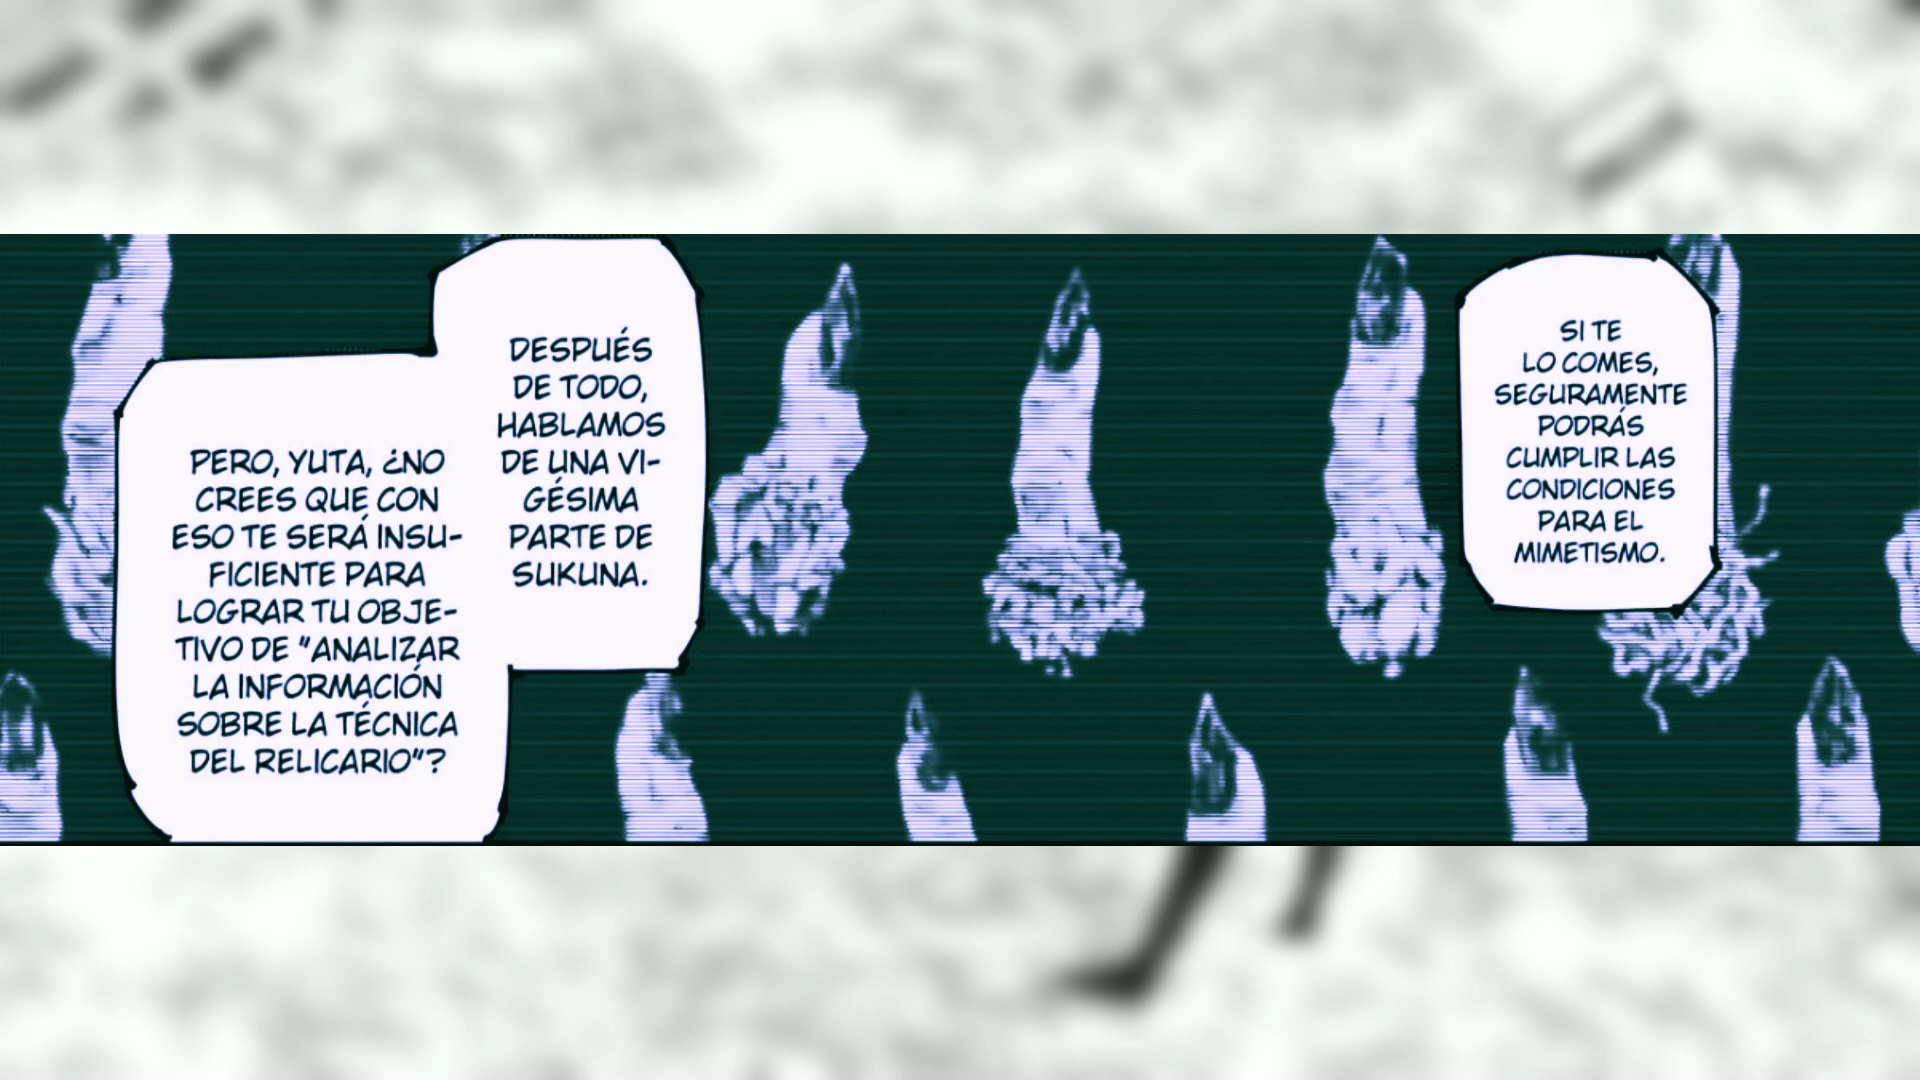 SI TE
LO COMES,
SEGURAMENTE
PODRÁS
CUMPLIR LAS
CONDICIONES
PARA EL
MIMETISMO.
DESPUÉS
DE TODO,
HABLAMOS
DE UNA VI-
GÉSIMA
PARTE DE
SUKUNA.
PERO, YUTA, ¿NO
CREES QUE CON
ESO TE SERÁ INSU-
FICIENTE PARA
LOGRAR TU OBJE-
TIVO DE "ANALIZAR
LA INFORMACIÓN
SOBRE LA TÉCNICA
DEL RELICARIO"?